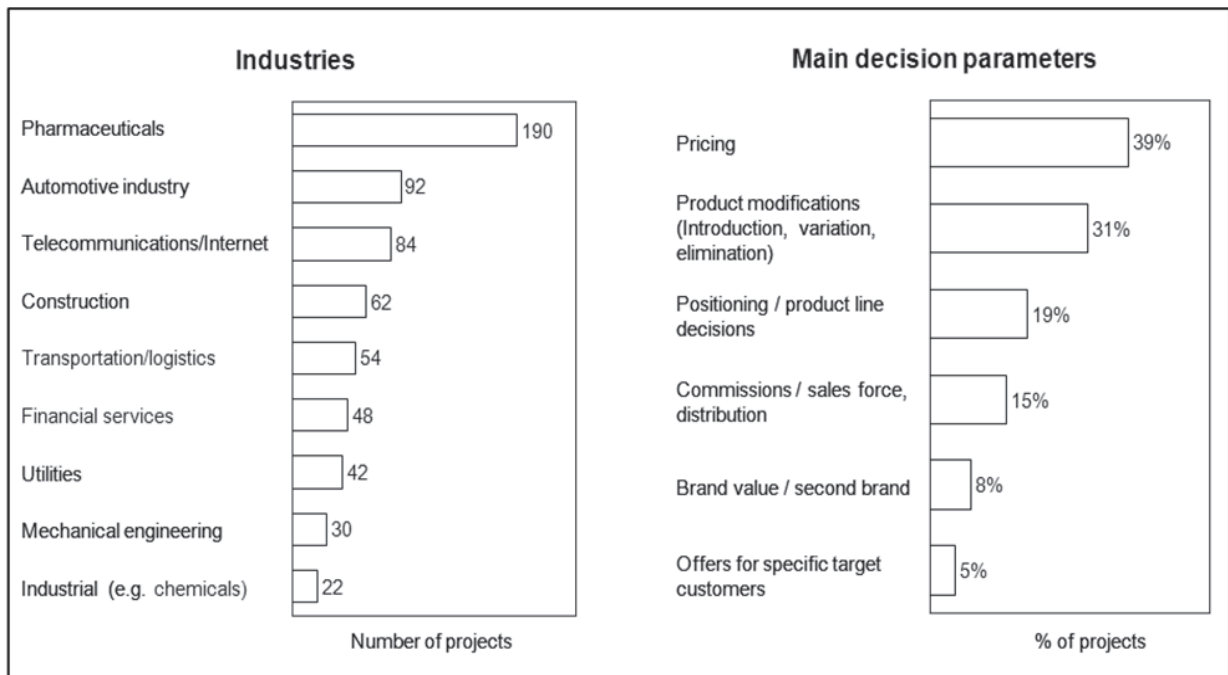 Industries
Pharmaceuticals
190
Automotive industry
92
Telecommunications/Internet
84
Construction
62
Transportation/logistics
54
Financial services
48
Utilities
42
Mechanical engineering
30
Industrial (e.g. chemicals)
22
Number of projects
Main decision parameters
Pricing
39%
Product modifications
(Introduction, variation,
elimination)
31%
Positioning / product line
decisions
19%
Commissions / sales force,
distribution
15%
Brand value / second brand
8%
Offers for specific target
customers
5%
% of projects